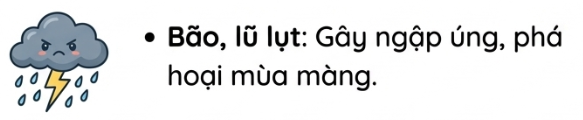 • Bão, lũ lụt: Gây ngập úng, phá
hoại mùa màng.